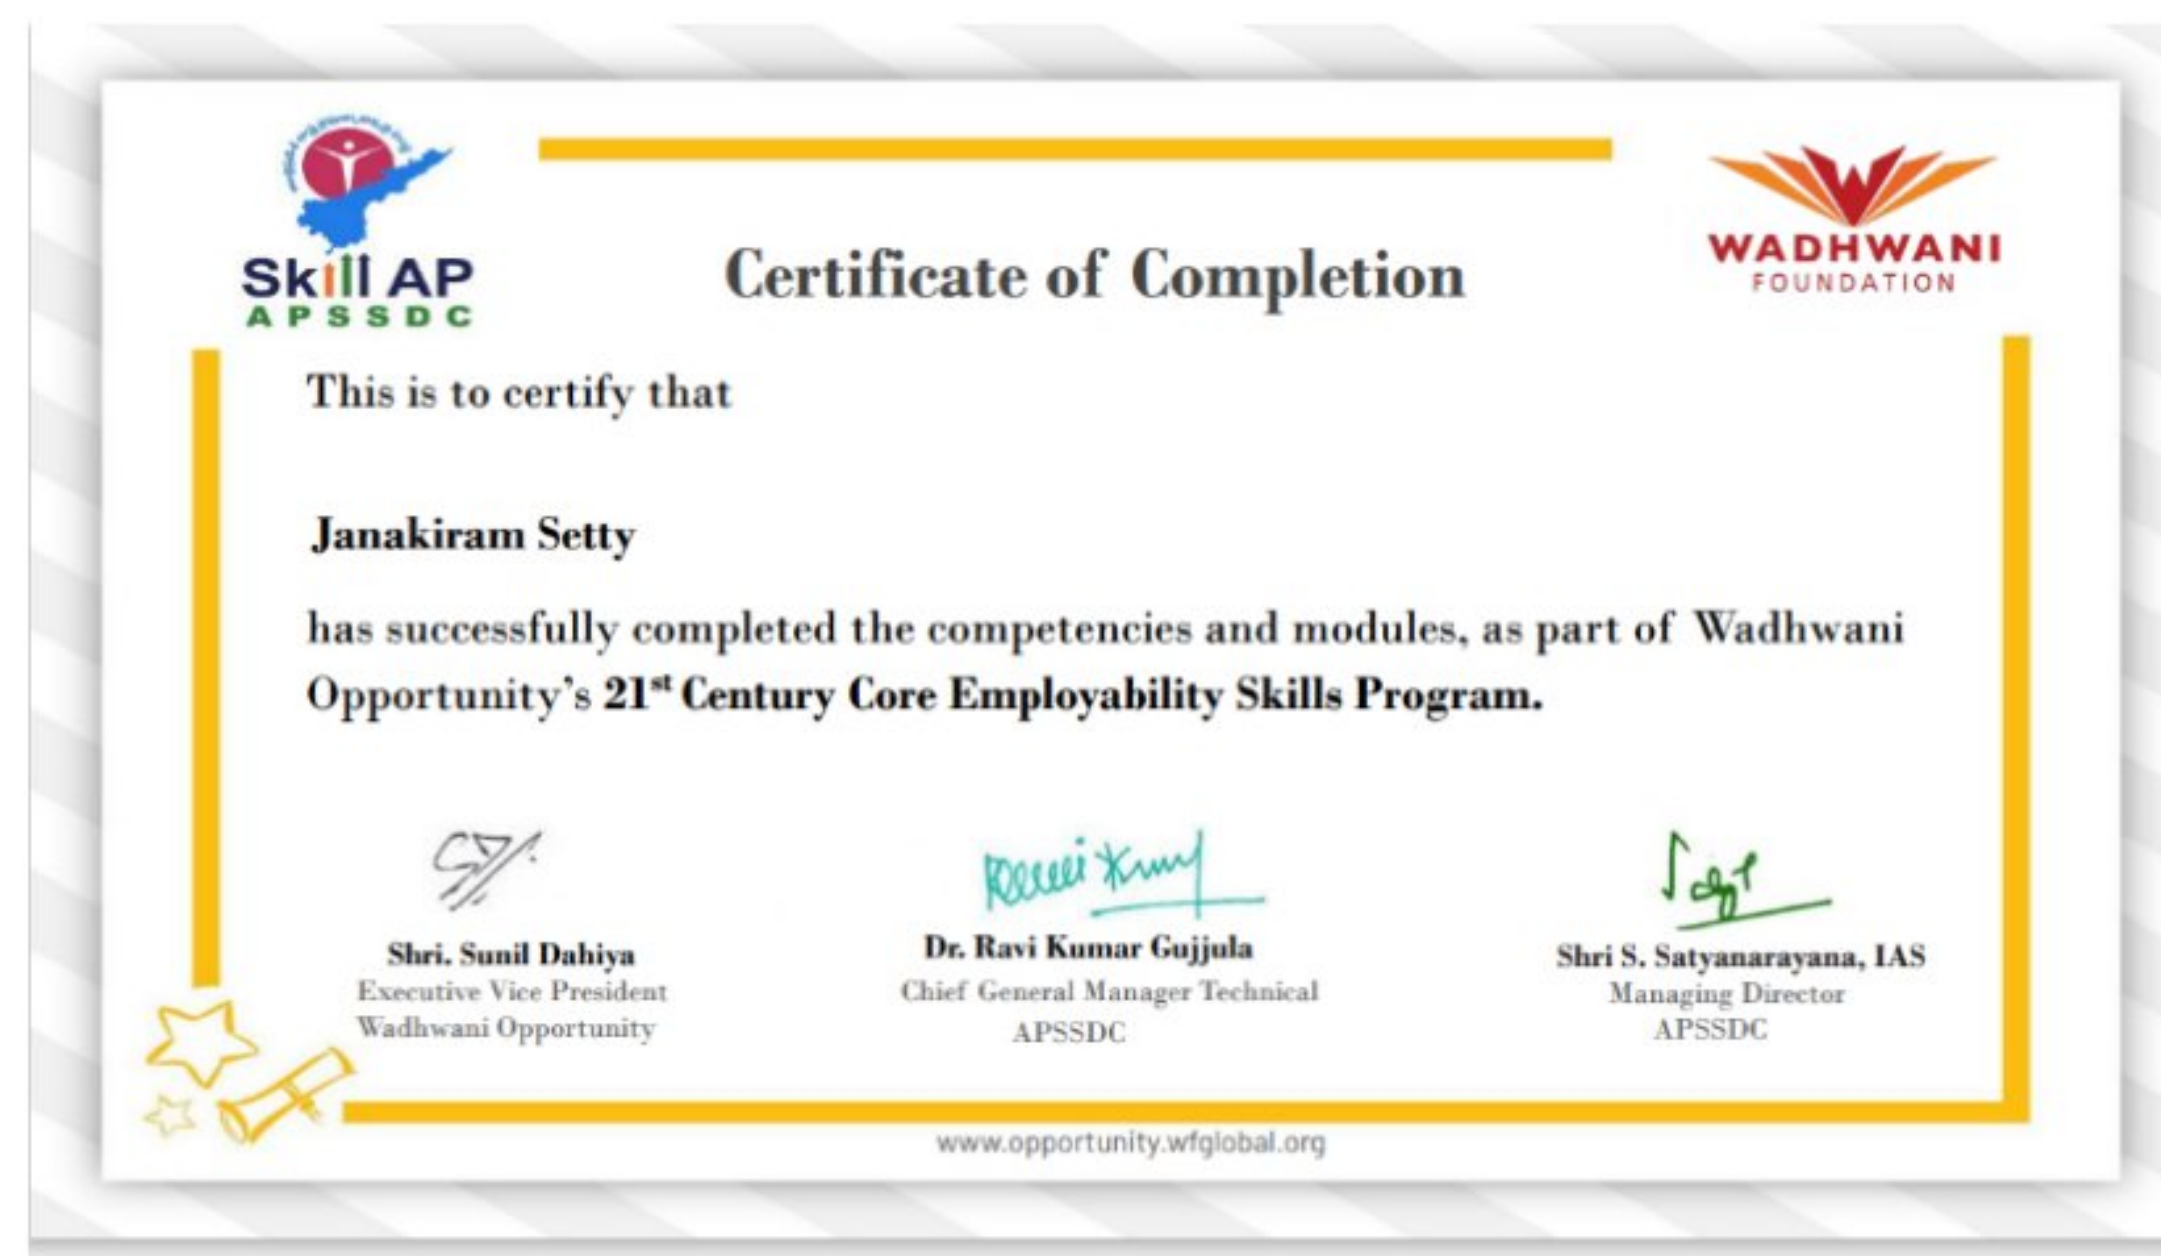 Skill AP
APSSDC
WADHWANI
FOUNDATION
Certificate of Completion
This is to certify that
Janakiram Setty
has successfully completed the competencies and modules, as part of Wadhwani
Opportunity's 21st Century Core Employability Skills Program.
Ravi Kum
Shri. Sunil Dahiya
Executive Vice President
Wadhwani Opportunity
Dr. Ravi Kumar Gujjula
Chief General Manager Technical
APSSDC
Shri S. Satyanarayana, IAS
Managing Director
APSSDC
www.opportunity.wfglobal.org